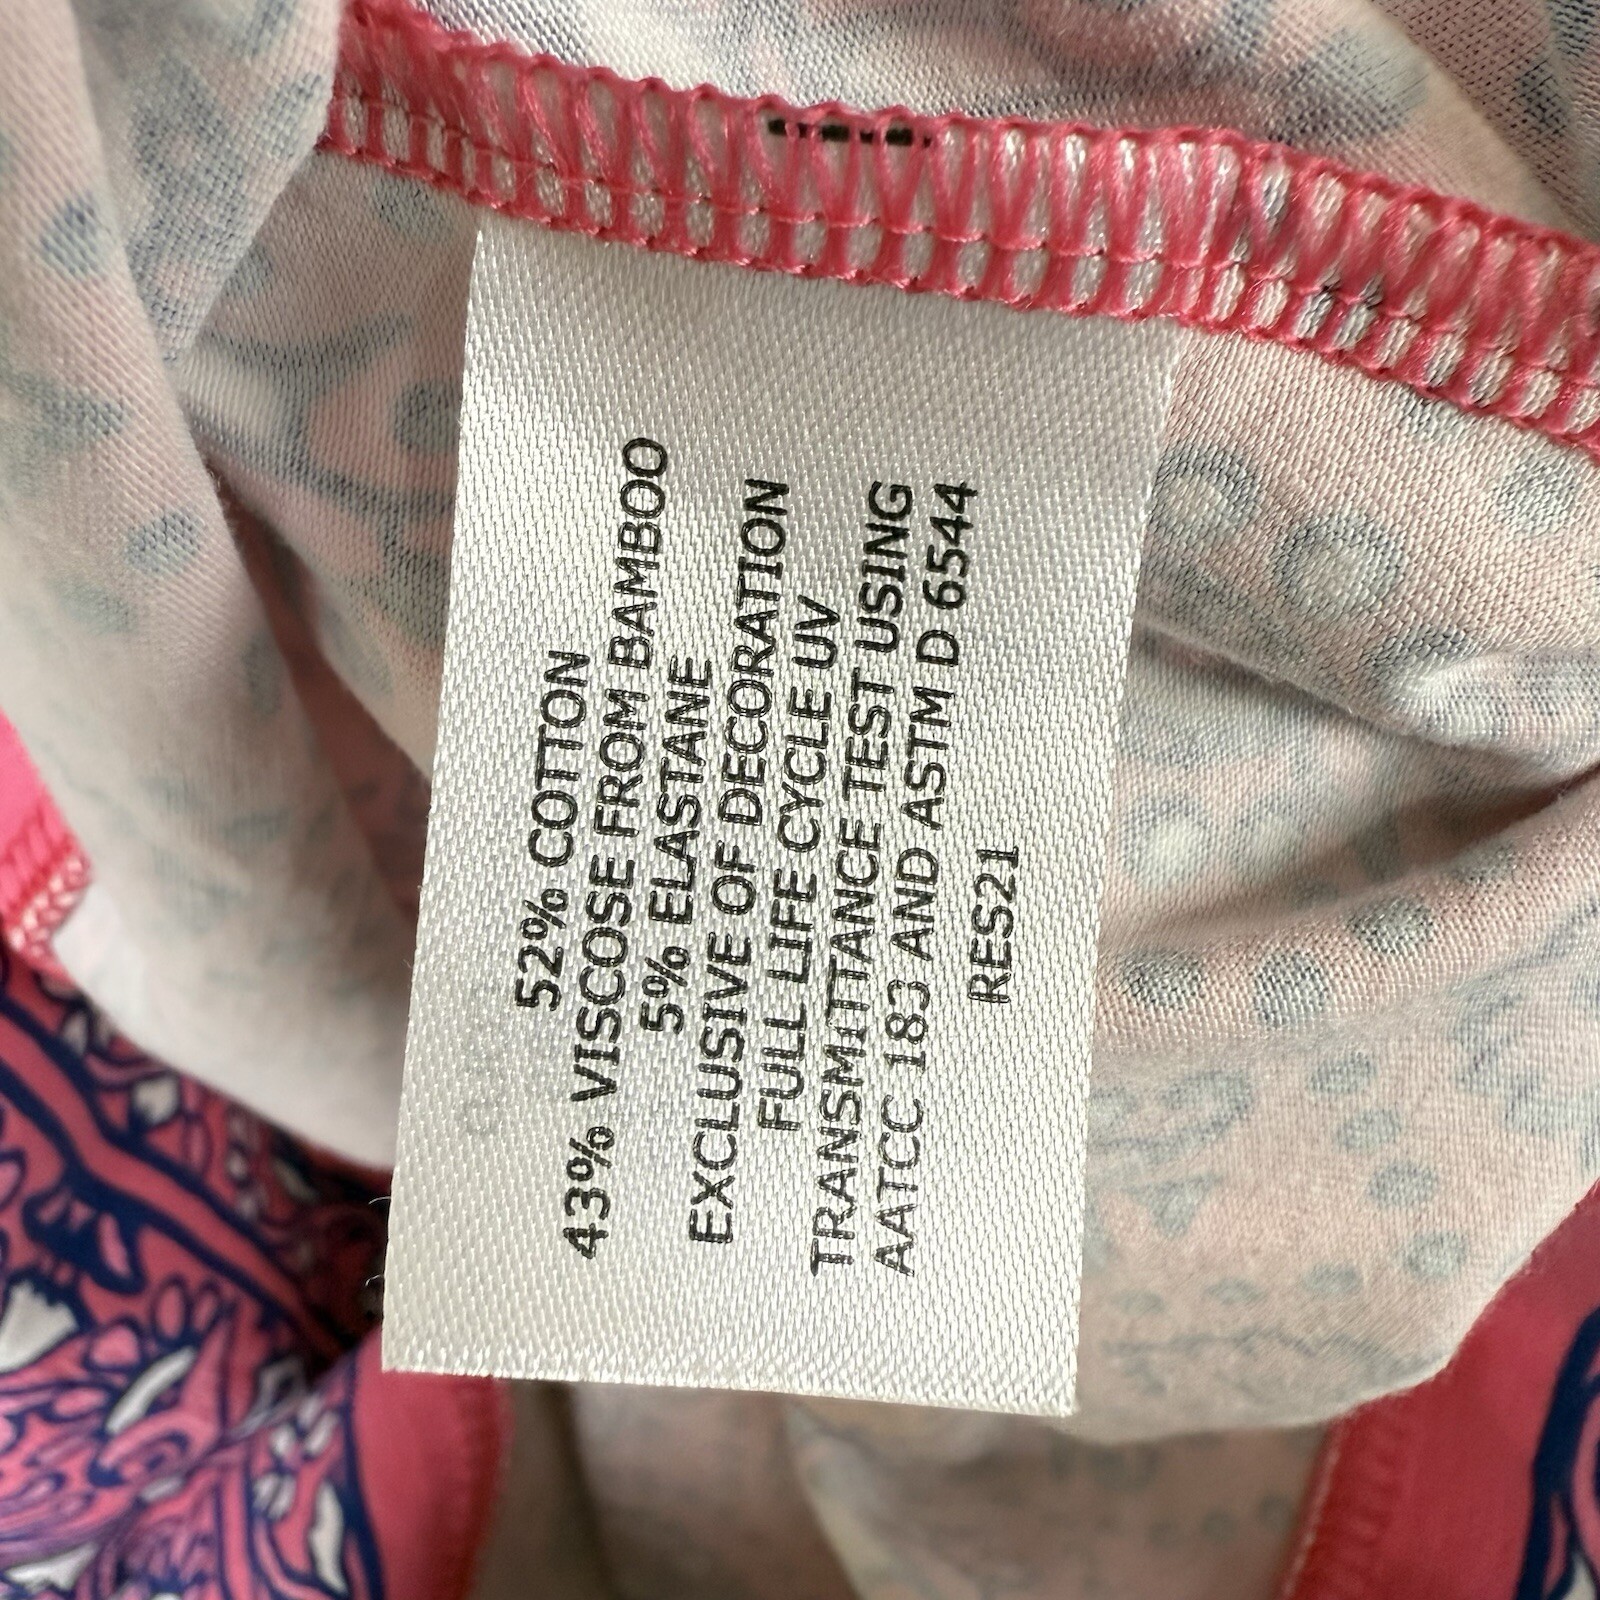 52% COTTON
43% VISCOSE FROM BAMBOO
5% ELASTANE
EXCLUSIVE OF DECORATION
FULL LIFE CYCLE UV
TRANSMITTANCE TEST USING
AATCC 183 AND ASTM D 6544
RES21